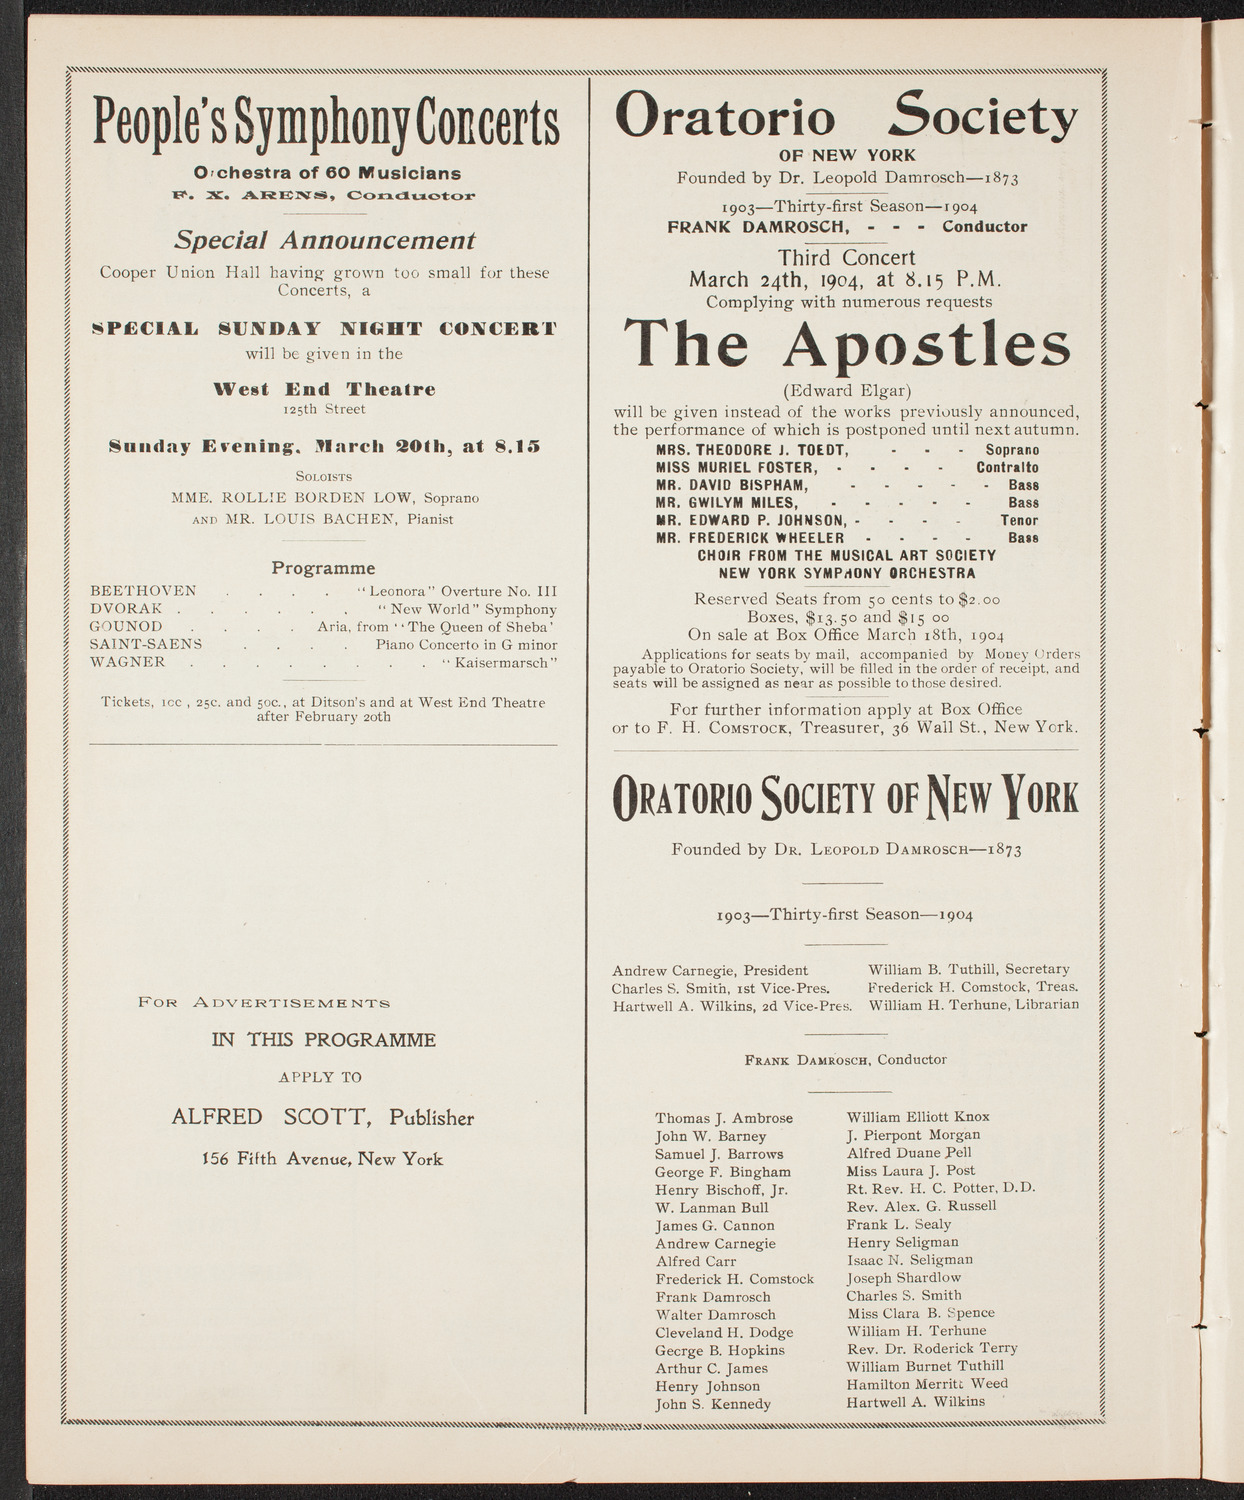 People's Symphony Concerts
Orchestra of 60 Musicians
F. X. ARENS, Conductor
Special Announcement
Cooper Union Hall having grown too small for these
Concerts, a
SPECIAL SUNDAY NIGHT CONCERT
will be given in the
West End Theatre
125th Street
Sunday Evening, March 20th, at 8.15
SOLOISTS
MME. ROLLIE BORDEN LOW, Soprano
AND MR. LOUIS BACHEN, Pianist
Programme
BEETHOVEN . . . . "Leonora" Overture No. III
DVORAK . . . . . . "New World" Symphony
GOUNOD . . . . Aria, from "The Queen of Sheba'
SAINT-SAENS . . . . Piano Concerto in G minor
WAGNER . . . . . . . . "Kaisermarsch"
Tickets, 10c , 25c. and 50c., at Ditson's and at West End Theatre
after February 20th
FOR ADVERTISEMENTS
IN THIS PROGRAMME
APPLY TO
ALFRED SCOTT, Publisher
156 Fifth Avenue, New York
Oratorio Society
OF NEW YORK
Founded by Dr. Leopold Damrosch—1873
1903—Thirty-first Season—1904
FRANK DAMROSCH, - - - Conductor
Third Concert
March 24th, 1904, at 8.15 P.M.
Complying with numerous requests
The Apostles
(Edward Elgar)
will be given instead of the works previously announced,
the performance of which is postponed until next autumn.
MRS. THEODORE J. TOEDT, - - - Soprano
MISS MURIEL FOSTER, - - - - Contralto
MR. DAVID BISPHAM, - - - - - Bass
MR. GWILYM MILES, - - - - - Bass
MR. EDWARD P. JOHNSON, - - - - Tenor
MR. FREDERICK WHEELER - - - - Bass
CHOIR FROM THE MUSICAL ART SOCIETY
NEW YORK SYMPHONY ORCHESTRA
Reserved Seats from 50 cents to $2.00
Boxes, $13.50 and $15 00
On sale at Box Office March 18th, 1904
Applications for seats by mail, accompanied by Money Orders
payable to Oratorio Society, will be filled in the order of receipt, and
seats will be assigned as near as possible to those desired.
For further information apply at Box Office
or to F. H. COMSTOCK, Treasurer, 36 Wall St., New York.
ORATORIO SOCIETY OF NEW YORK
Founded by DR. LEOPOLD DAMROSCH—1873
1903—Thirty-first Season—1904
Andrew Carnegie, President
Charles S. Smith, 1st Vice-Pres.
Hartwell A. Wilkins, 2d Vice-Pres.
William B. Tuthill, Secretary
Frederick H. Comstock, Treas.
William H. Terhune, Librarian
FRANK DAMROSCH, Conductor
Thomas J. Ambrose
John W. Barney
Samuel J. Barrows
George F. Bingham
Henry Bischoff, Jr.
W. Lanman Bull
James G. Cannon
Andrew Carnegie
Alfred Carr
Frederick H. Comstock
Frank Damrosch
Walter Damrosch
Cleveland H. Dodge
George B. Hopkins
Arthur C. James
Henry Johnson
John S. Kennedy
William Elliott Knox
J. Pierpont Morgan
Alfred Duane Pell
Miss Laura J. Post
Rt. Rev. H. C. Potter, D.D.
Rev. Alex. G. Russell
Frank L. Sealy
Henry Seligman
Isaac N. Seligman
Joseph Shardlow
Charles S. Smith
Miss Clara B. Spence
William H. Terhune
Rev. Dr. Roderick Terry
William Burnet Tuthill
Hamilton Merritt Weed
Hartwell A. Wilkins